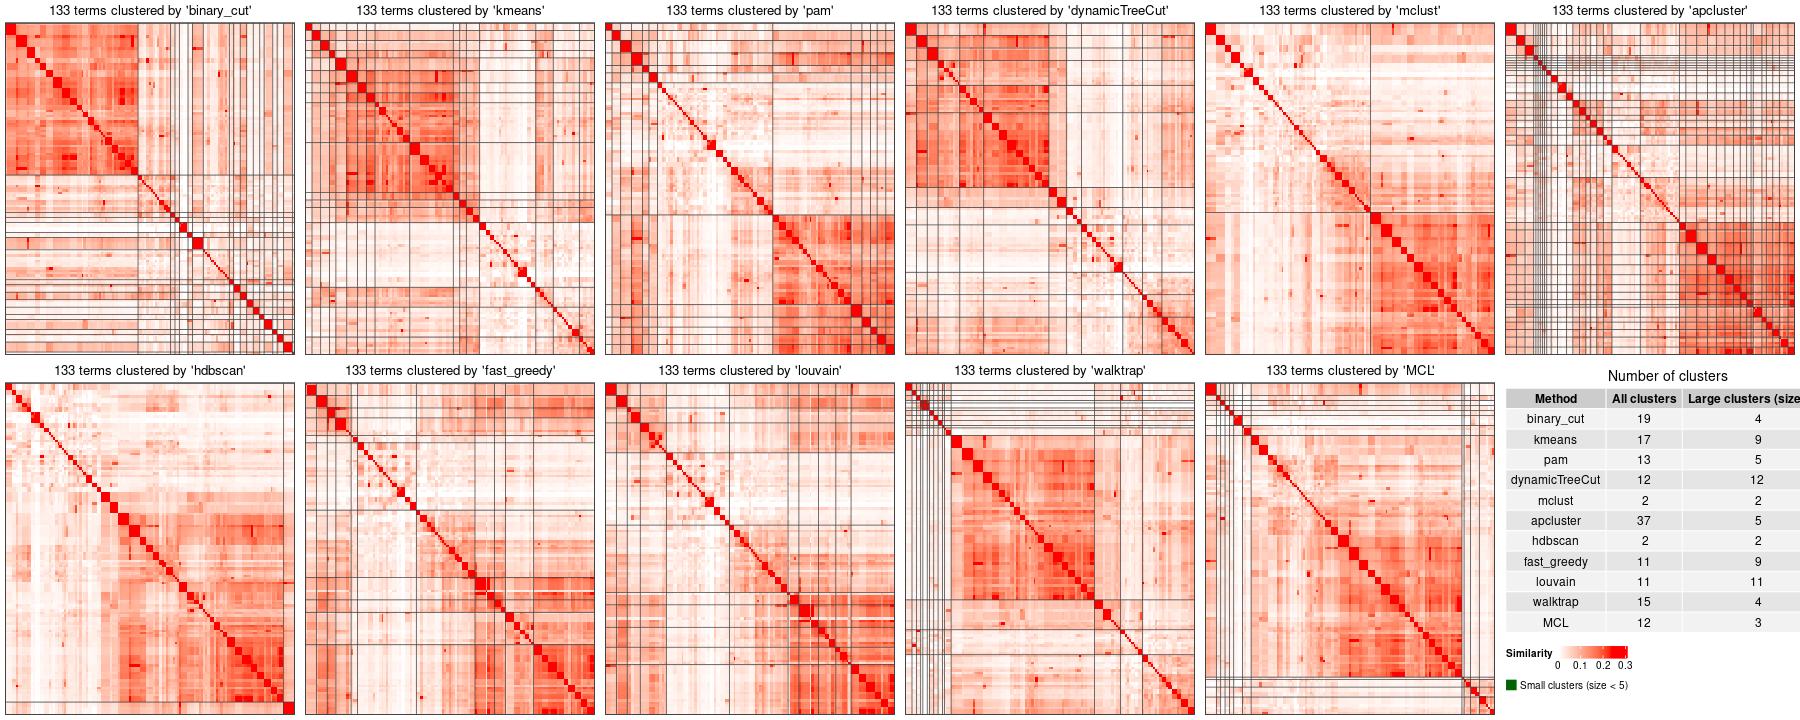 133 terms clustered by 'binary_cut'
133 terms clustered by 'kmeans'
133 terms clustered by 'pam'
133 terms clustered by 'dynamicTreeCut'
133 terms clustered by 'mclust'
133 terms clustered by 'apcluster'
133 terms clustered by 'hdbscan'
133 terms clustered by 'fast_greedy'
133 terms clustered by 'louvain'
133 terms clustered by 'walktrap'
133 terms clustered by 'MCL'
Number of clusters
Method All clusters Large clusters (size
binary_cut 19 4
kmeans 17 9
pam 13 5
dynamicTreeCut 12 12
mclust 2 2
apcluster 37 5
hdbscan 2 2
fast_greedy 11 9
louvain 11 11
walktrap 15 4
MCL 12 3
Similarity
0 0.1 0.2 0.3
Small clusters (size < 5)